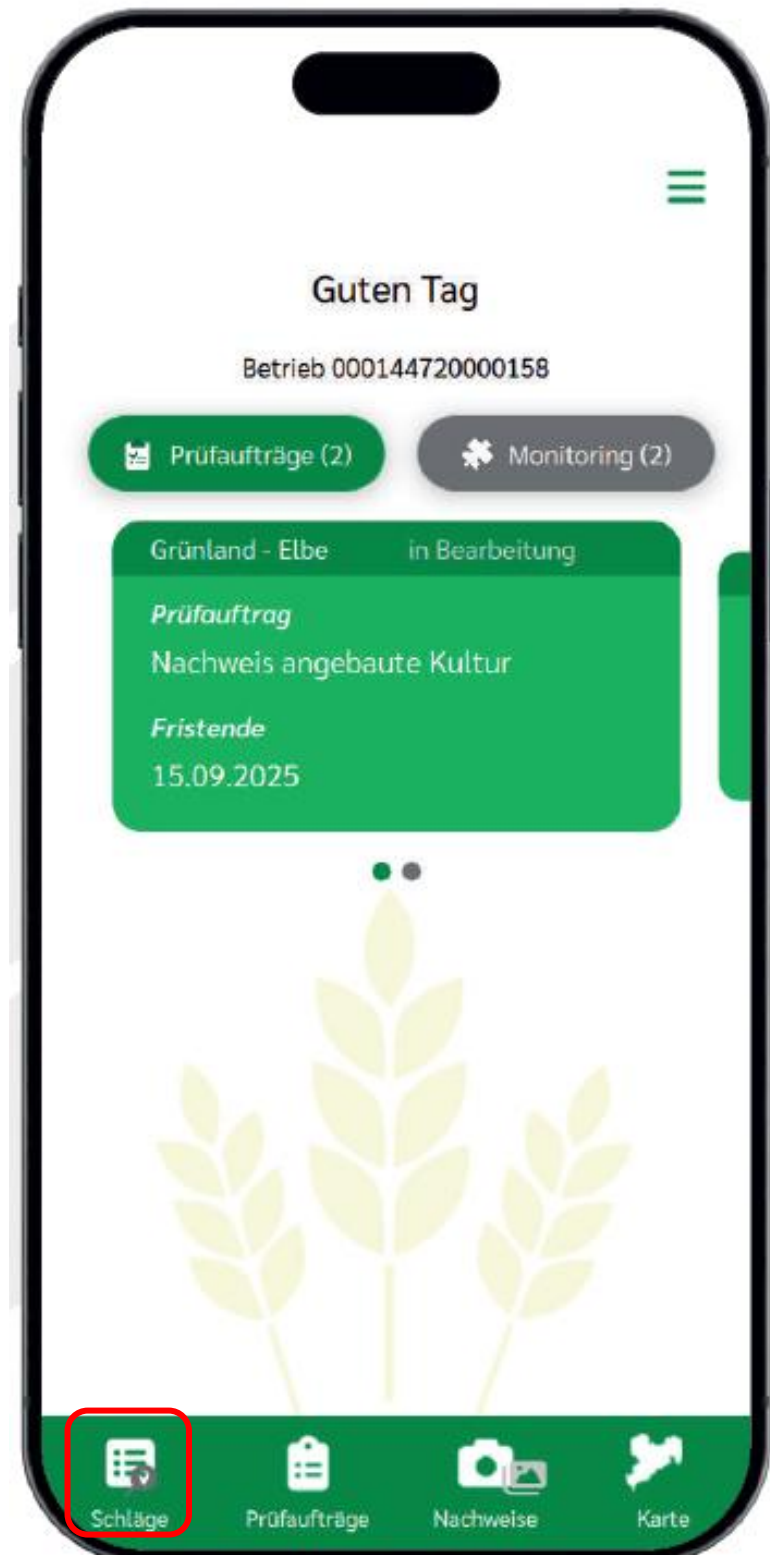 Guten Tag
Betrieb 000144720000158
Prüfaufträge (2)
Monitoring (2)
Grünland - Elbe in Bearbeitung
Prüfauftrag
Nachweis angebaute Kultur
Fristende
15.09.2025
Schläge Prüfaufträge Nachweise Karte